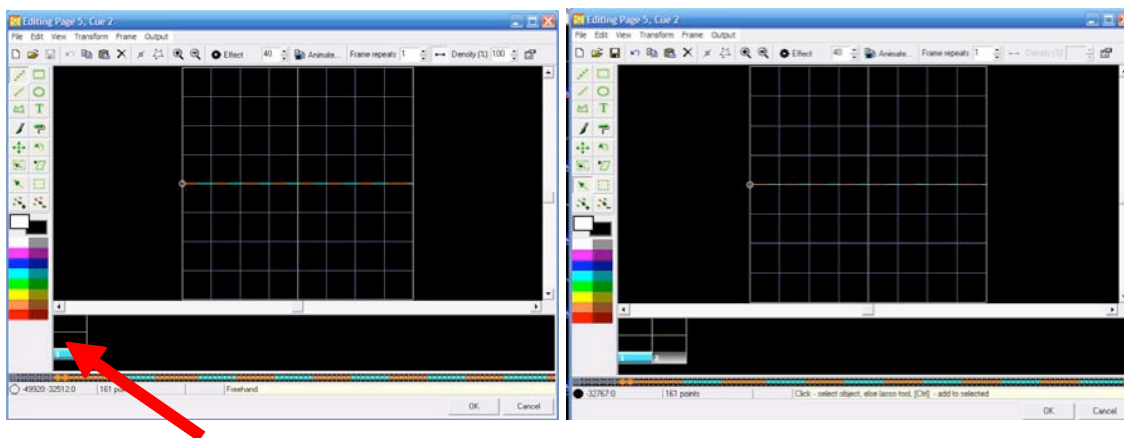 Editing Page 5, Cue 2
File Edit View Transform Frame Output
Effect 40 Animate... Frame repeats 1 Density (%) 100
T
1
-49920:-32512:0 161 Freehand
OK Cancel
Editing Page 5, Cue 2
File Edit View Transform Frame Output
Effect 40 Animate... Frame repeats 1 Density (%)
T
1 2
-32767:0 161 points Click - select object, else lasso tool, [Ctrl] - add to selected
OK Cancel